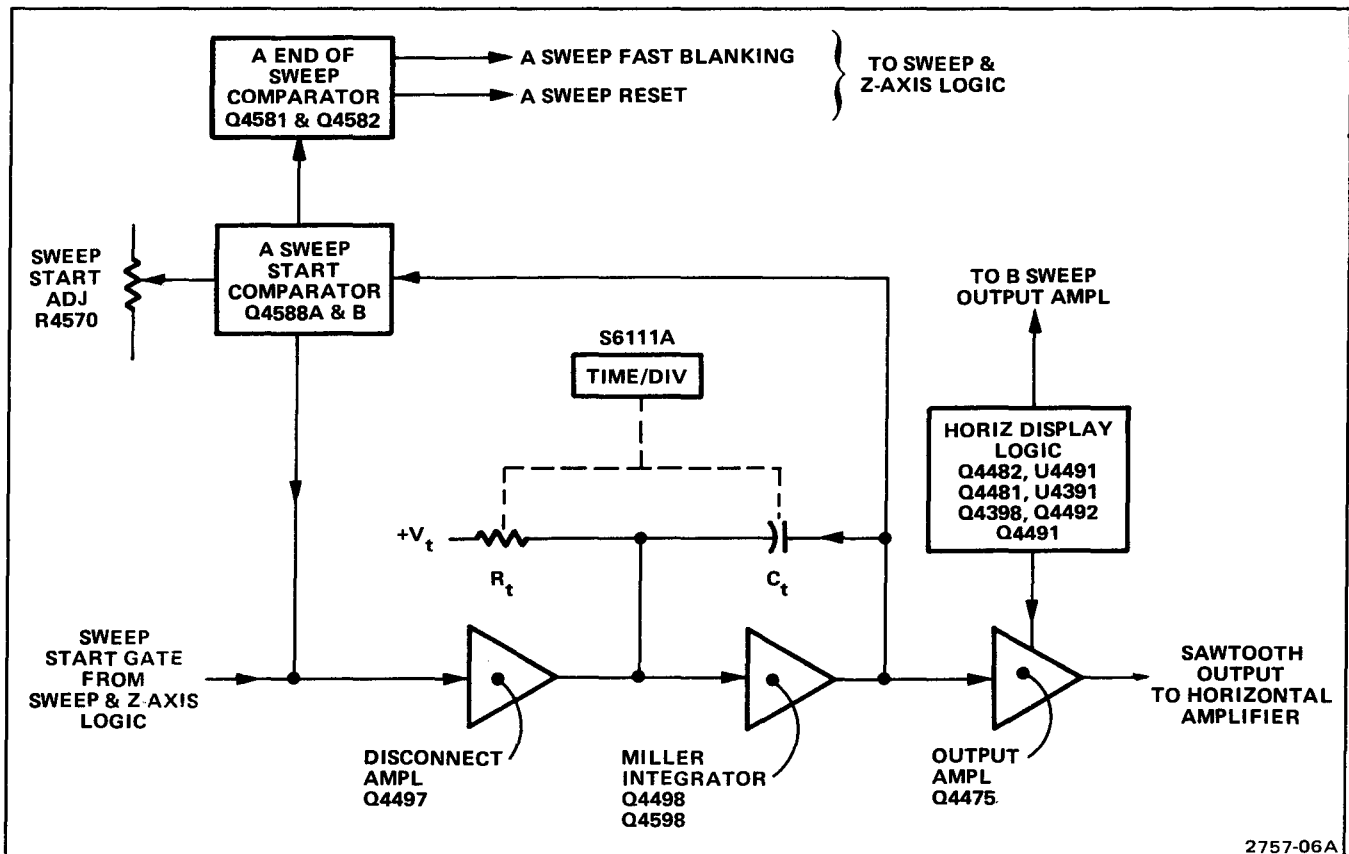 A END OF
SWEEP
COMPARATOR
Q4581 & Q4582
A SWEEP FAST BLANKING
A SWEEP RESET
TO SWEEP &
Z-AXIS LOGIC
SWEEP
START
ADJ
R4570
A SWEEP
START
COMPARATOR
Q4588A & B
TO B SWEEP
OUTPUT AMPL
S6111A
TIME/DIV
HORIZ DISPLAY
LOGIC
Q4482, U4491
Q4481, U4391
Q4398, Q4492
Q4491
+Vt
Rt
Ct
SWEEP
START GATE
FROM
SWEEP & Z-AXIS
LOGIC
SAWTOOTH
OUTPUT
TO HORIZONTAL
AMPLIFIER
DISCONNECT
AMPL
Q4497
MILLER
INTEGRATOR
Q4498
Q4598
OUTPUT
AMPL
Q4475
2757-06A